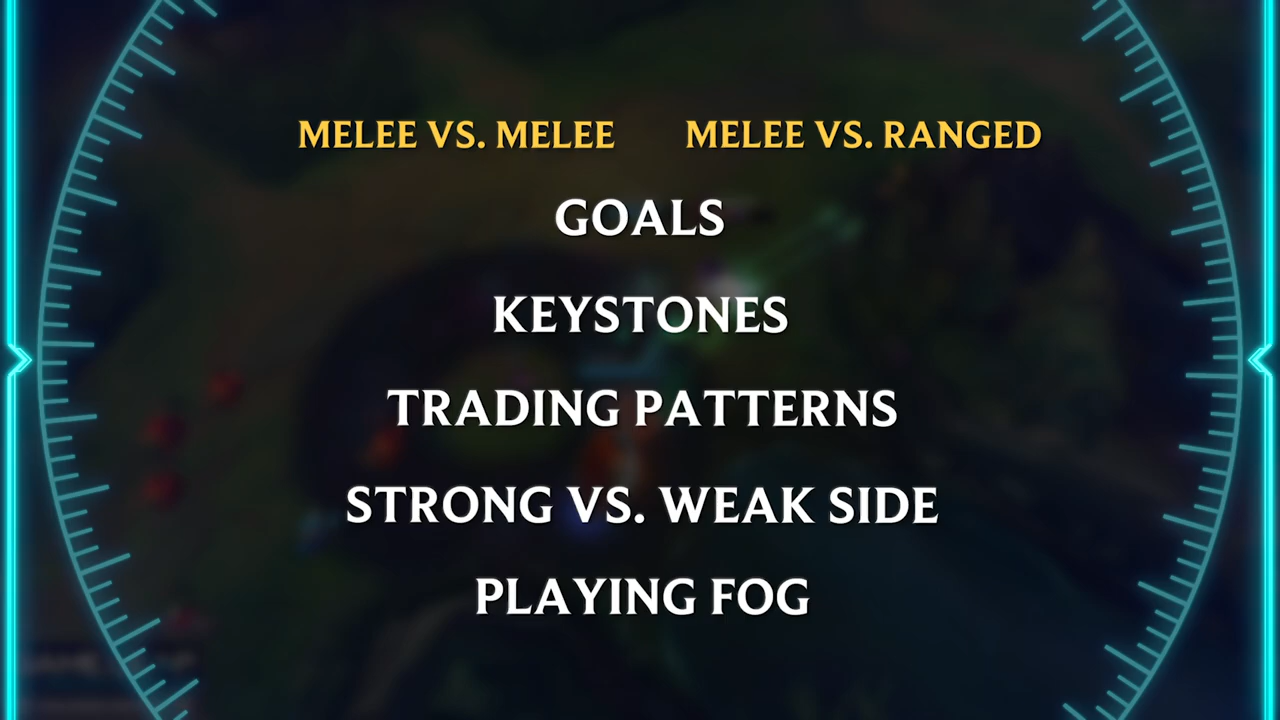 MELEE VS. MELEE MELEE VS. RANGED
GOALS
KEYSTONES
TRADING PATTERNS
STRONG VS. WEAK SIDE
PLAYING FOG